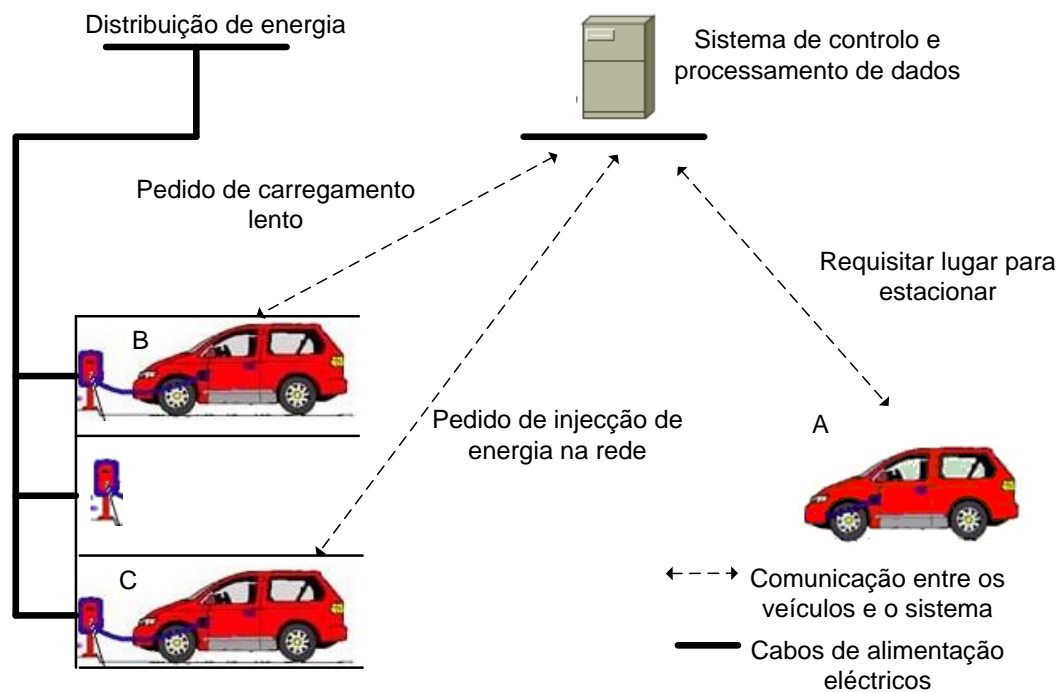 Distribuição de energia
Sistema de controlo e
processamento de dados
Pedido de carregamento
lento
Requisitar lugar para
estacionar
B
Pedido de injecção de
energia na rede
A
C
Comunicação entre os
veículos e o sistema
Cabos de alimentação
eléctricos